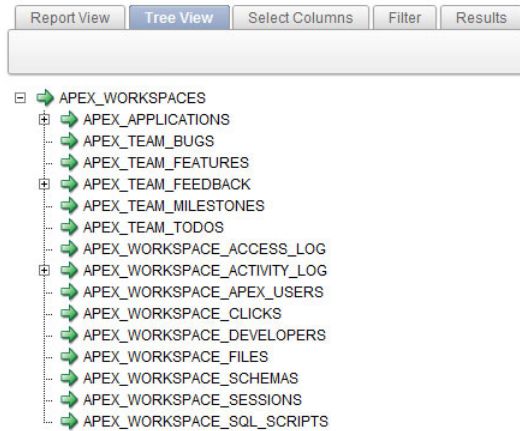 Report View Tree View Select Columns Filter Results
APEX_WORKSPACES
APEX_APPLICATIONS
APEX_TEAM_BUGS
APEX_TEAM_FEATURES
APEX_TEAM_FEEDBACK
APEX_TEAM_MILESTONES
APEX_TEAM_TODOS
APEX_WORKSPACE_ACCESS_LOG
APEX_WORKSPACE_ACTIVITY_LOG
APEX_WORKSPACE_APEX_USERS
APEX_WORKSPACE_CLICKS
APEX_WORKSPACE_DEVELOPERS
APEX_WORKSPACE_FILES
APEX_WORKSPACE_SCHEMAS
APEX_WORKSPACE_SESSIONS
APEX_WORKSPACE_SQL_SCRIPTS